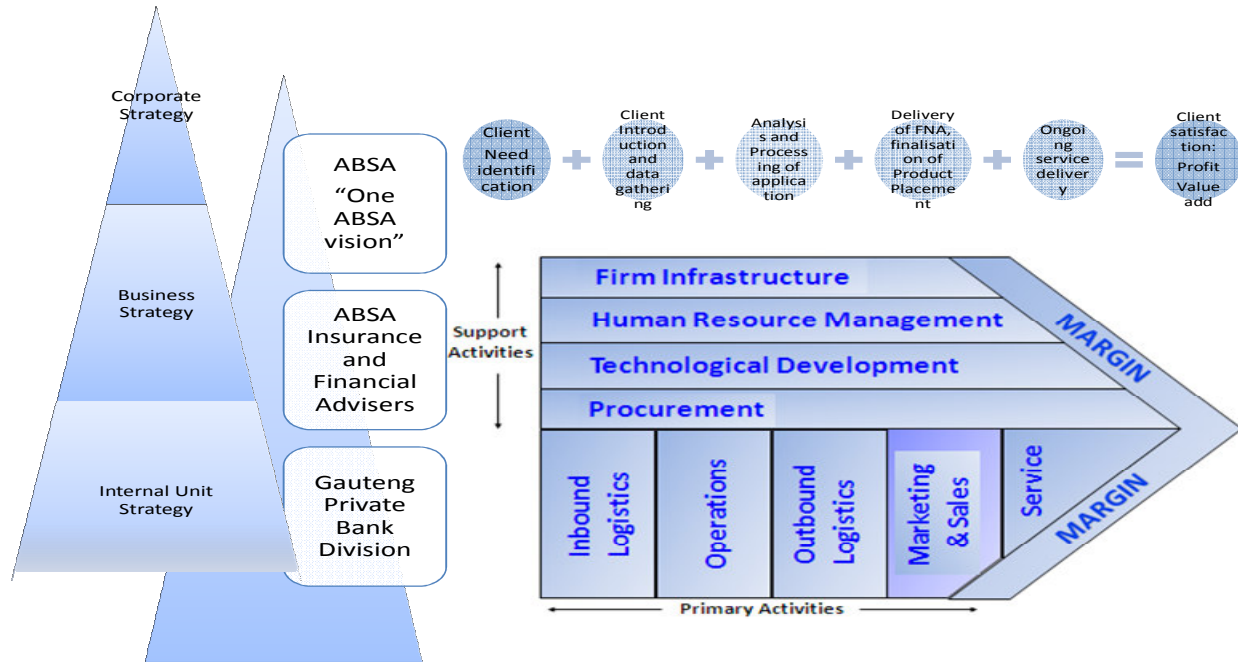 Corporate
Strategy
Business
Strategy
Internal Unit
Strategy
ABSA
“One
ABSA
vision”
ABSA
Insurance
and
Financial
Advisers
Gauteng
Private
Bank
Division
Client
Need
identifi
cation
Client
Introd
uction
and
data
gatheri
ng
Analysi
s and
Process
ing of
applica
tion
Delivery
of FNA,
finalisati
on of
Product
Placeme
nt
Ongoi
ng
service
deliver
y
Client
satisfac
tion:
Profit
Value
add
Support
Activities
Firm Infrastructure
Human Resource Management
Technological Development
Procurement
Inbound
Logistics
Operations
Outbound
Logistics
Marketing
& Sales
Service
MARGIN
MARGIN
Primary Activities